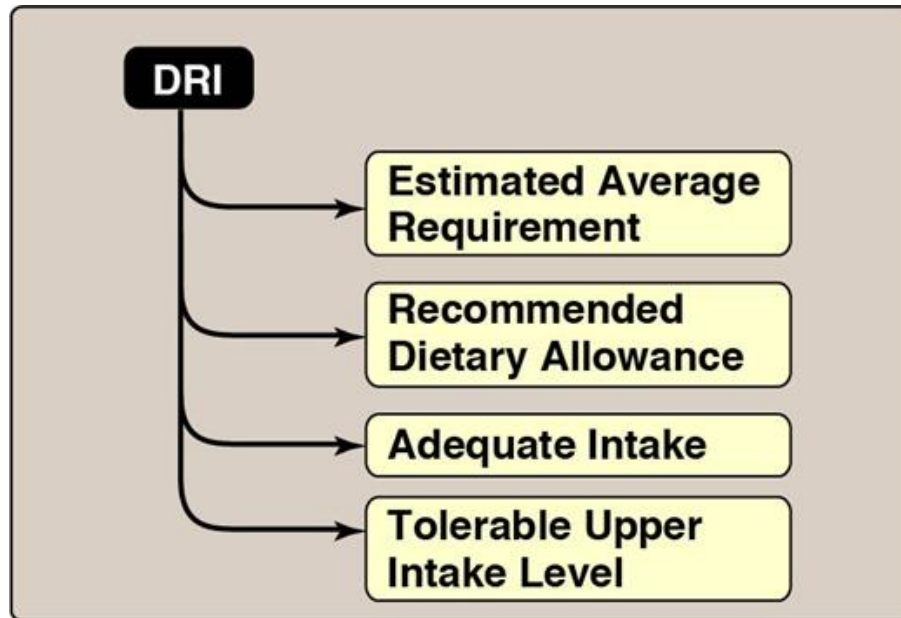 DRI
Estimated Average
Requirement
Recommended
Dietary Allowance
Adequate Intake
Tolerable Upper
Intake Level